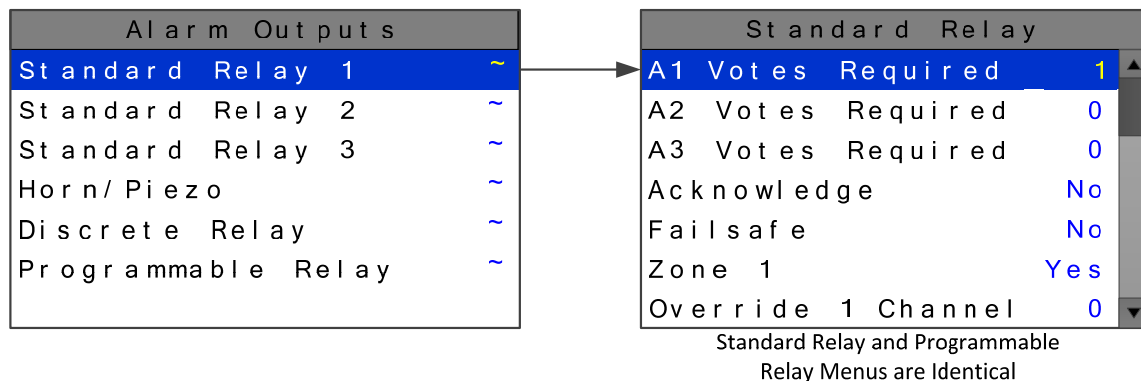 Alarm Outputs
Standard Relay 1 ~
Standard Relay 2 ~
Standard Relay 3 ~
Horn/Piezo ~
Discrete Relay ~
Programmable Relay ~
Standard Relay
A1 Votes Required 1
A2 Votes Required 0
A3 Votes Required 0
Acknowledge No
Failsafe No
Zone 1 Yes
Override 1 Channel 0
Standard Relay and Programmable
Relay Menus are Identical